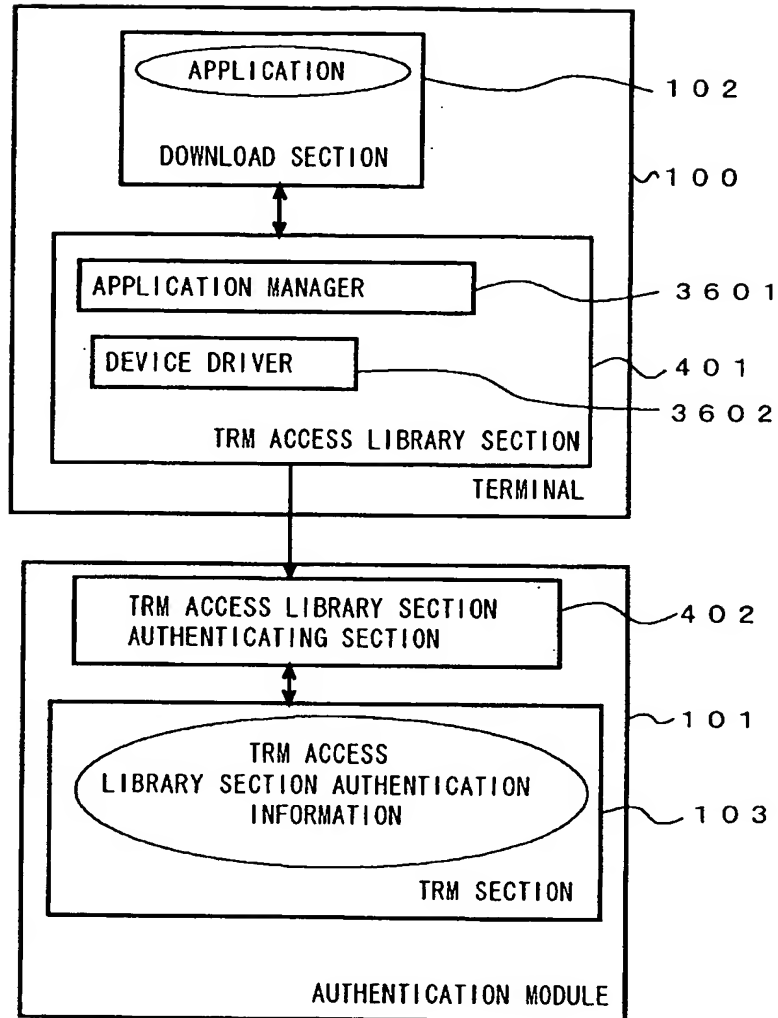 APPLICATION
102
DOWNLOAD SECTION
100
APPLICATION MANAGER
3601
DEVICE DRIVER
401
3602
TRM ACCESS LIBRARY SECTION
TERMINAL
TRM ACCESS LIBRARY SECTION
AUTHENTICATING SECTION
402
101
TRM ACCESS
LIBRARY SECTION AUTHENTICATION
INFORMATION
103
TRM SECTION
AUTHENTICATION MODULE